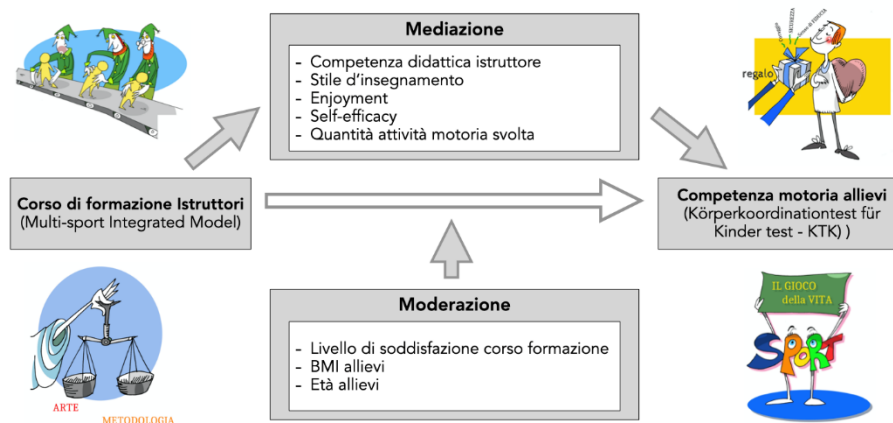 Mediazione
- Competenza didattica istruttore
- Stile d'insegnamento
- Enjoyment
- Self-efficacy
- Quantità attività motoria svolta
SICUREZZA
regalo
Corso di formazione Istruttori
(Multi-sport Integrated Model)
Competenza motoria allievi
(Körperkoordinationtest für
Kinder test - KTK) )
Moderazione
- Livello di soddisfazione corso formazione
- BMI allievi
- Età allievi
ARTE
METODOLOGIA
IL GIOCO
della VITA
SPORT